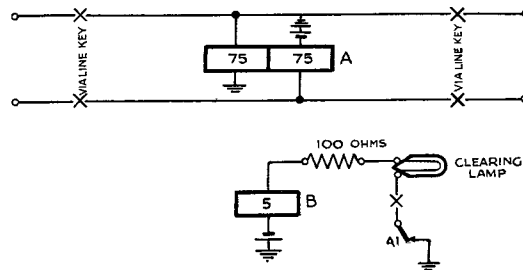 VIA LINE KEY
75
75
A
VIA LINE KEY
100 OHMS
CLEARING
LAMP
5
B
A1